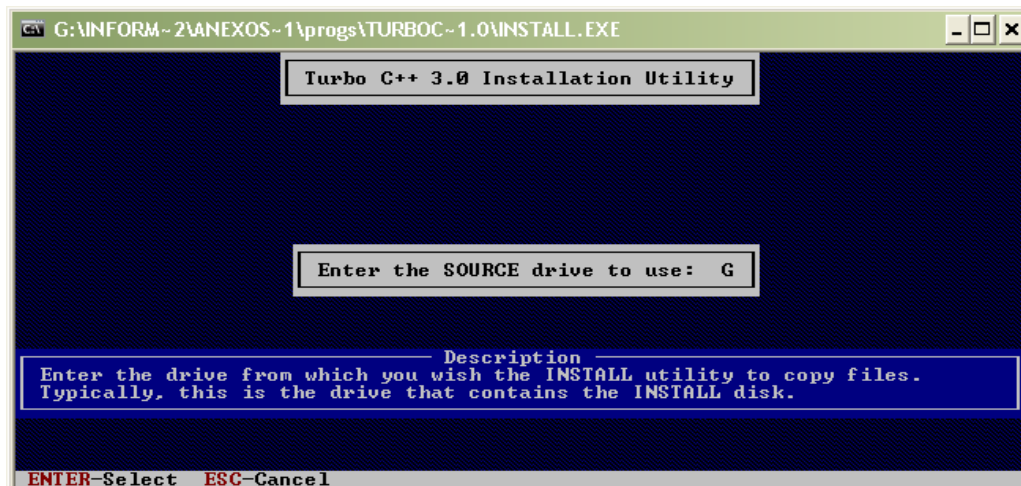 G:\INFORM~2\ANEXOS~1\progs\TURBOC~1.0\INSTALL.EXE
Turbo C++ 3.0 Installation Utility
Enter the SOURCE drive to use: G
Description
Enter the drive from which you wish the INSTALL utility to copy files.
Typically, this is the drive that contains the INSTALL disk.
ENTER-Select ESC-Cancel